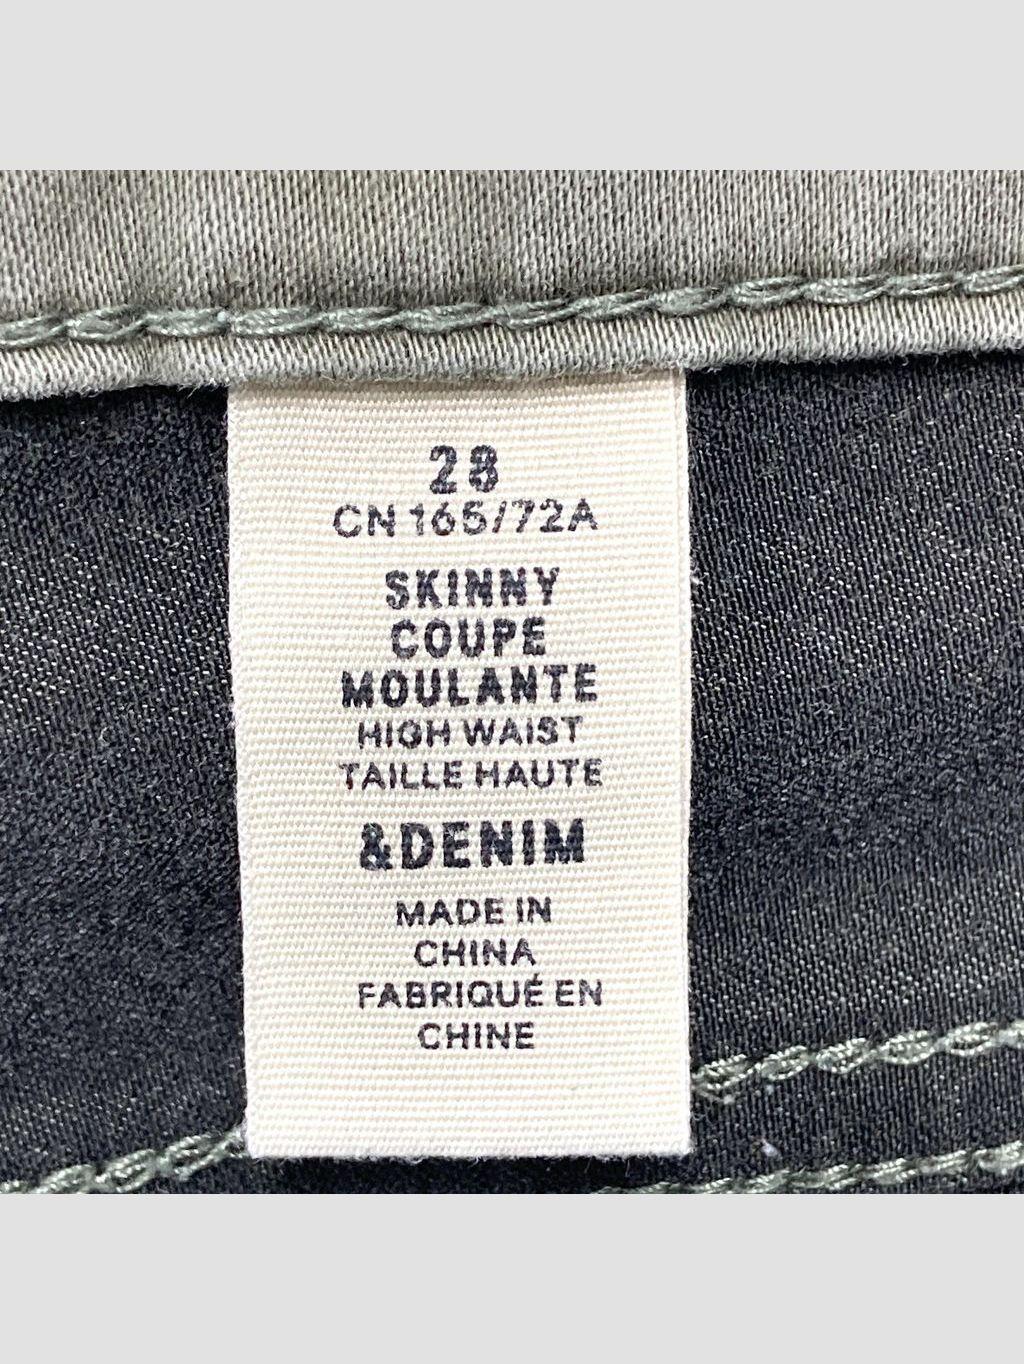 28
CN 165/72A
SKINNY
COUPE
MOULANTE
HIGH WAIST
TAILLE HAUTE
&DENIM
MADE IN
CHINA
FABRIQUÉ EN
CHINE